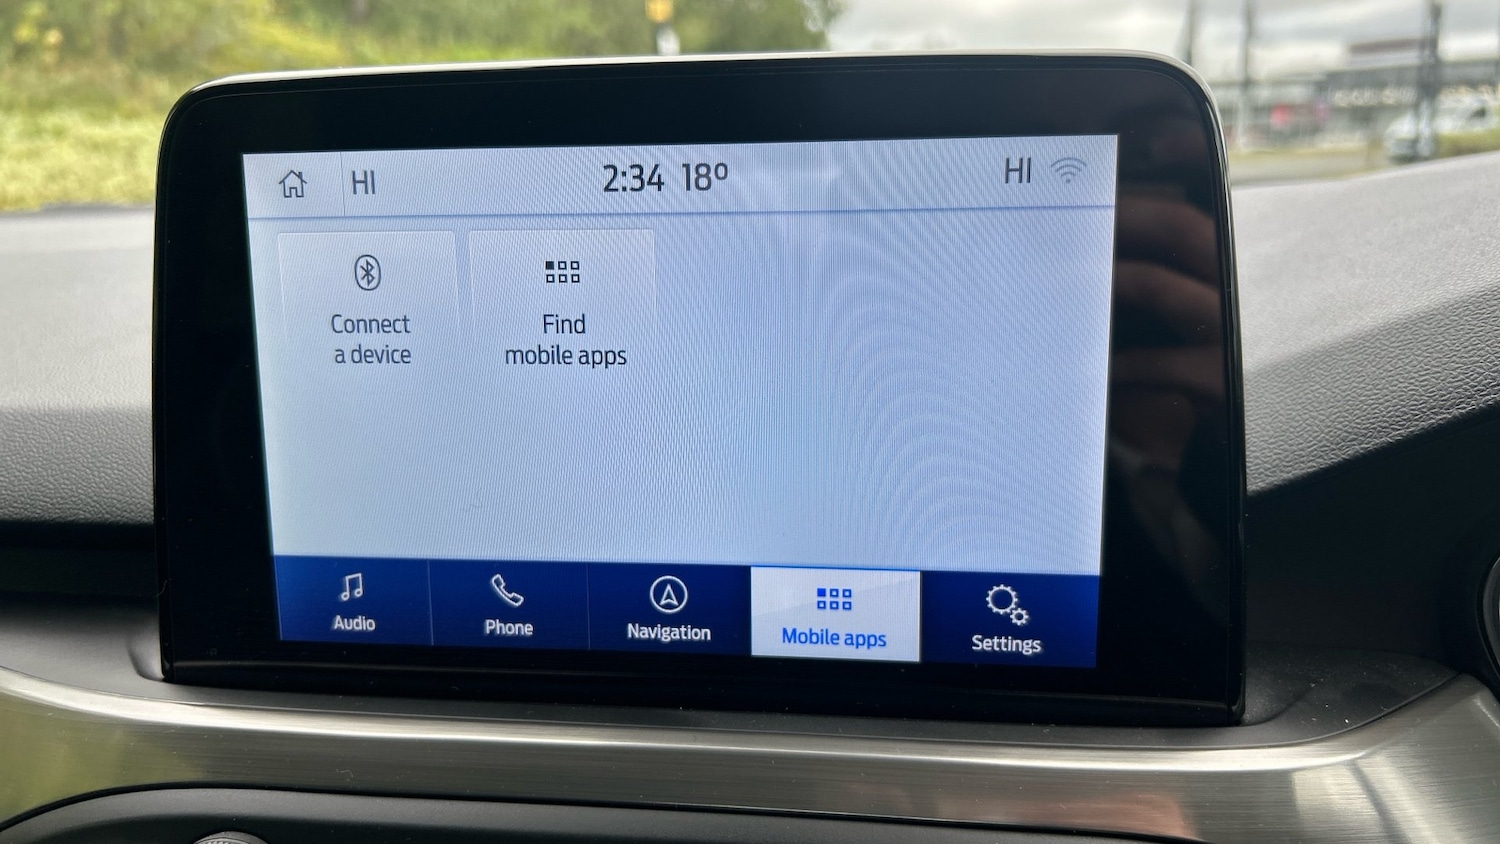 HI 2:34 18° HI
Connect
a device
Find
mobile apps
Audio Phone Navigation Mobile apps Settings